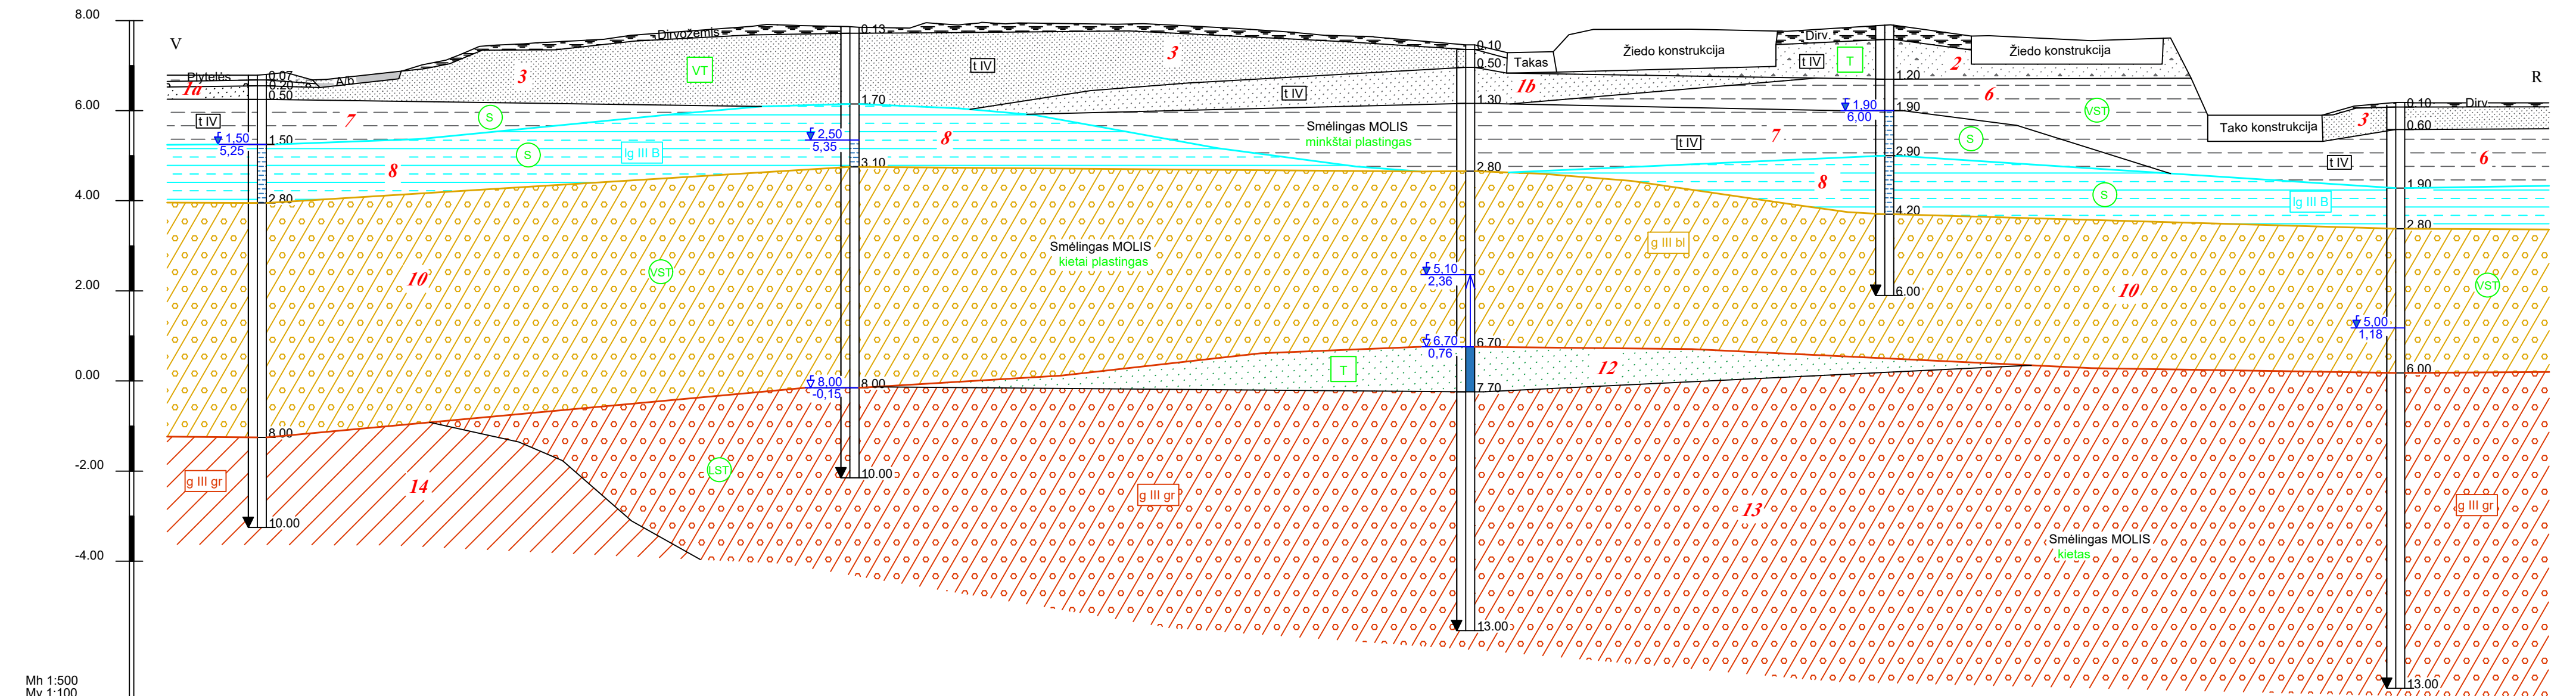 8.00
6.00
4.00
2.00
0.00
-2.00
-4.00
Mh 1:500
Mv 1:100
V
R
Plytelės
0.07
0.20
0.50
1a
A/b
t IV
1,50
5,25
1.50
2.80
8.00
10.00
7
S
S
8
3
Dirvožemis
VT
lg III B
10
VST
g III gr
14
LST
0.13
1.70
2,50
5,35
3.10
8,00
-0,15
8.00
10.00
t IV
8
3
t IV
Smėlingas MOLIS
minkštai plastingas
Smėlingas MOLIS
kietai plastingas
g III gr
T
0.10
0.50
1.30
2.80
5,10
2,36
6,70
0,76
6.70
7.70
13.00
Takas
1b
Žiedo konstrukcija
Dirv.
t IV
T
t IV
7
8
g III bl
12
13
1,90
6,00
1.20
1.90
2.90
4.20
6.00
2
Žiedo konstrukcija
6
VST
S
S
10
Smėlingas MOLIS
kietas
Tako konstrukcija
3
t IV
lg III B
5,00
1,18
0.10
Dirv.
0.60
1.90
2.80
6.00
13.00
6
VST
g III gr